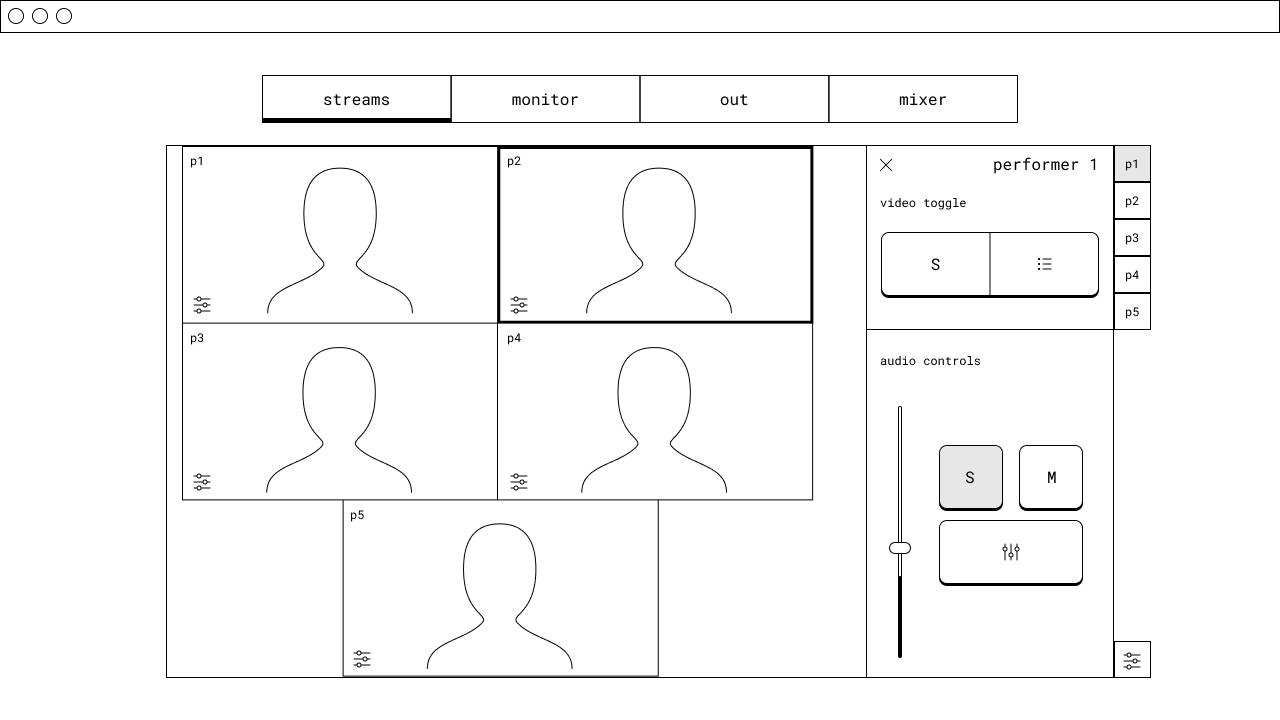 streams
monitor
out
mixer
p1
p2
performer 1
video toggle
S
p3
p4
audio controls
S
M
p5
p1
p2
p3
p4
p5